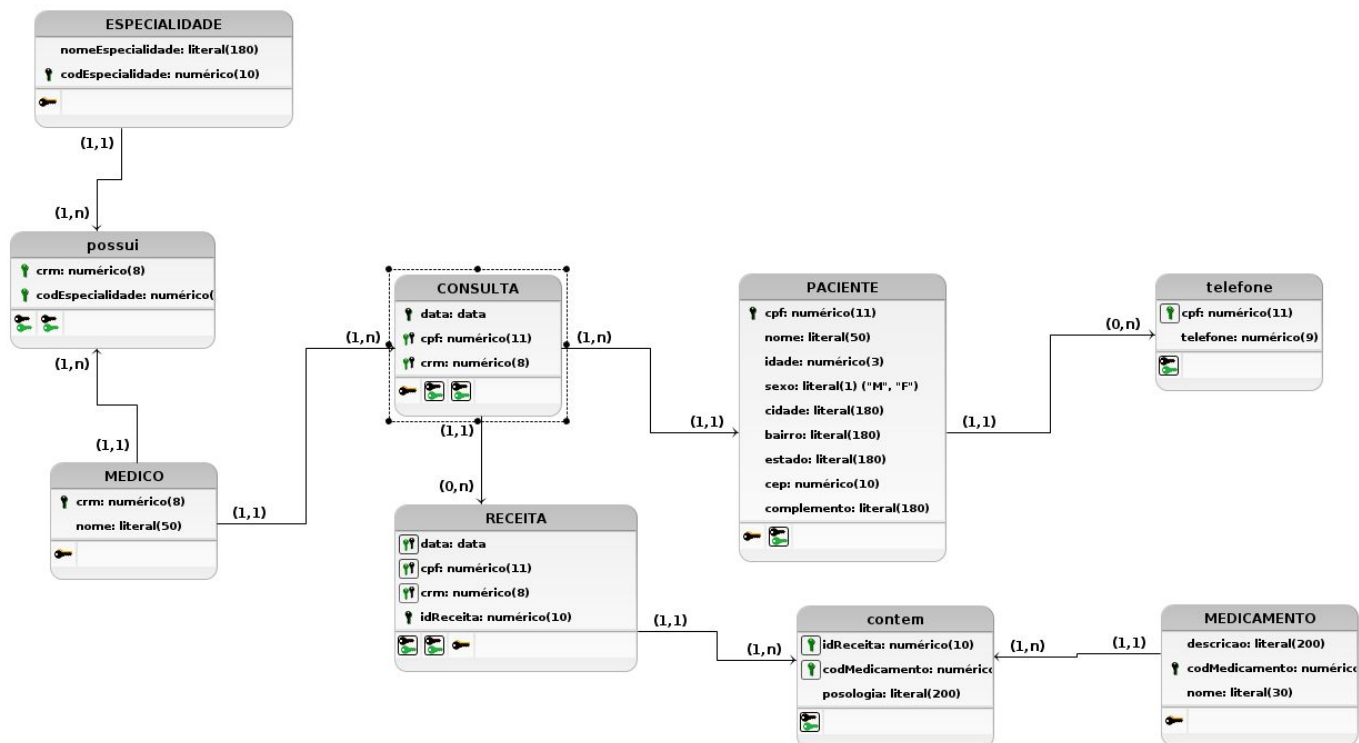 ESPECIALIDADE
nomeEspecialidade: literal(180)
codEspecialidade: numérico(10)
(1,1)
(1,n)
possui
crm: numérico(8)
codEspecialidade: numérico(
(1,n)
(1,1)
MEDICO
crm: numérico(8)
nome: literal(50)
(1,1)
(1,n)
CONSULTA
data: data
cpf: numérico(11)
crm: numérico(8)
(1,n)
(1,1)
(1,1)
(0,n)
RECEITA
data: data
cpf: numérico(11)
crm: numérico(8)
idReceita: numérico(10)
(1,1)
(1,n)
PACIENTE
cpf: numérico(11)
nome: literal(50)
idade: numérico(3)
sexo: literal(1) ("M", "F")
cidade: literal(180)
bairro: literal(180)
estado: literal(180)
cep: numérico(10)
complemento: literal(180)
(1,1)
(0,n)
telefone
cpf: numérico(11)
telefone: numérico(9)
contem
idReceita: numérico(10)
codMedicamento: numéric
posologia: literal(200)
(1,n)
(1,1)
MEDICAMENTO
descricao: literal(200)
codMedicamento: numéric
nome: literal(30)